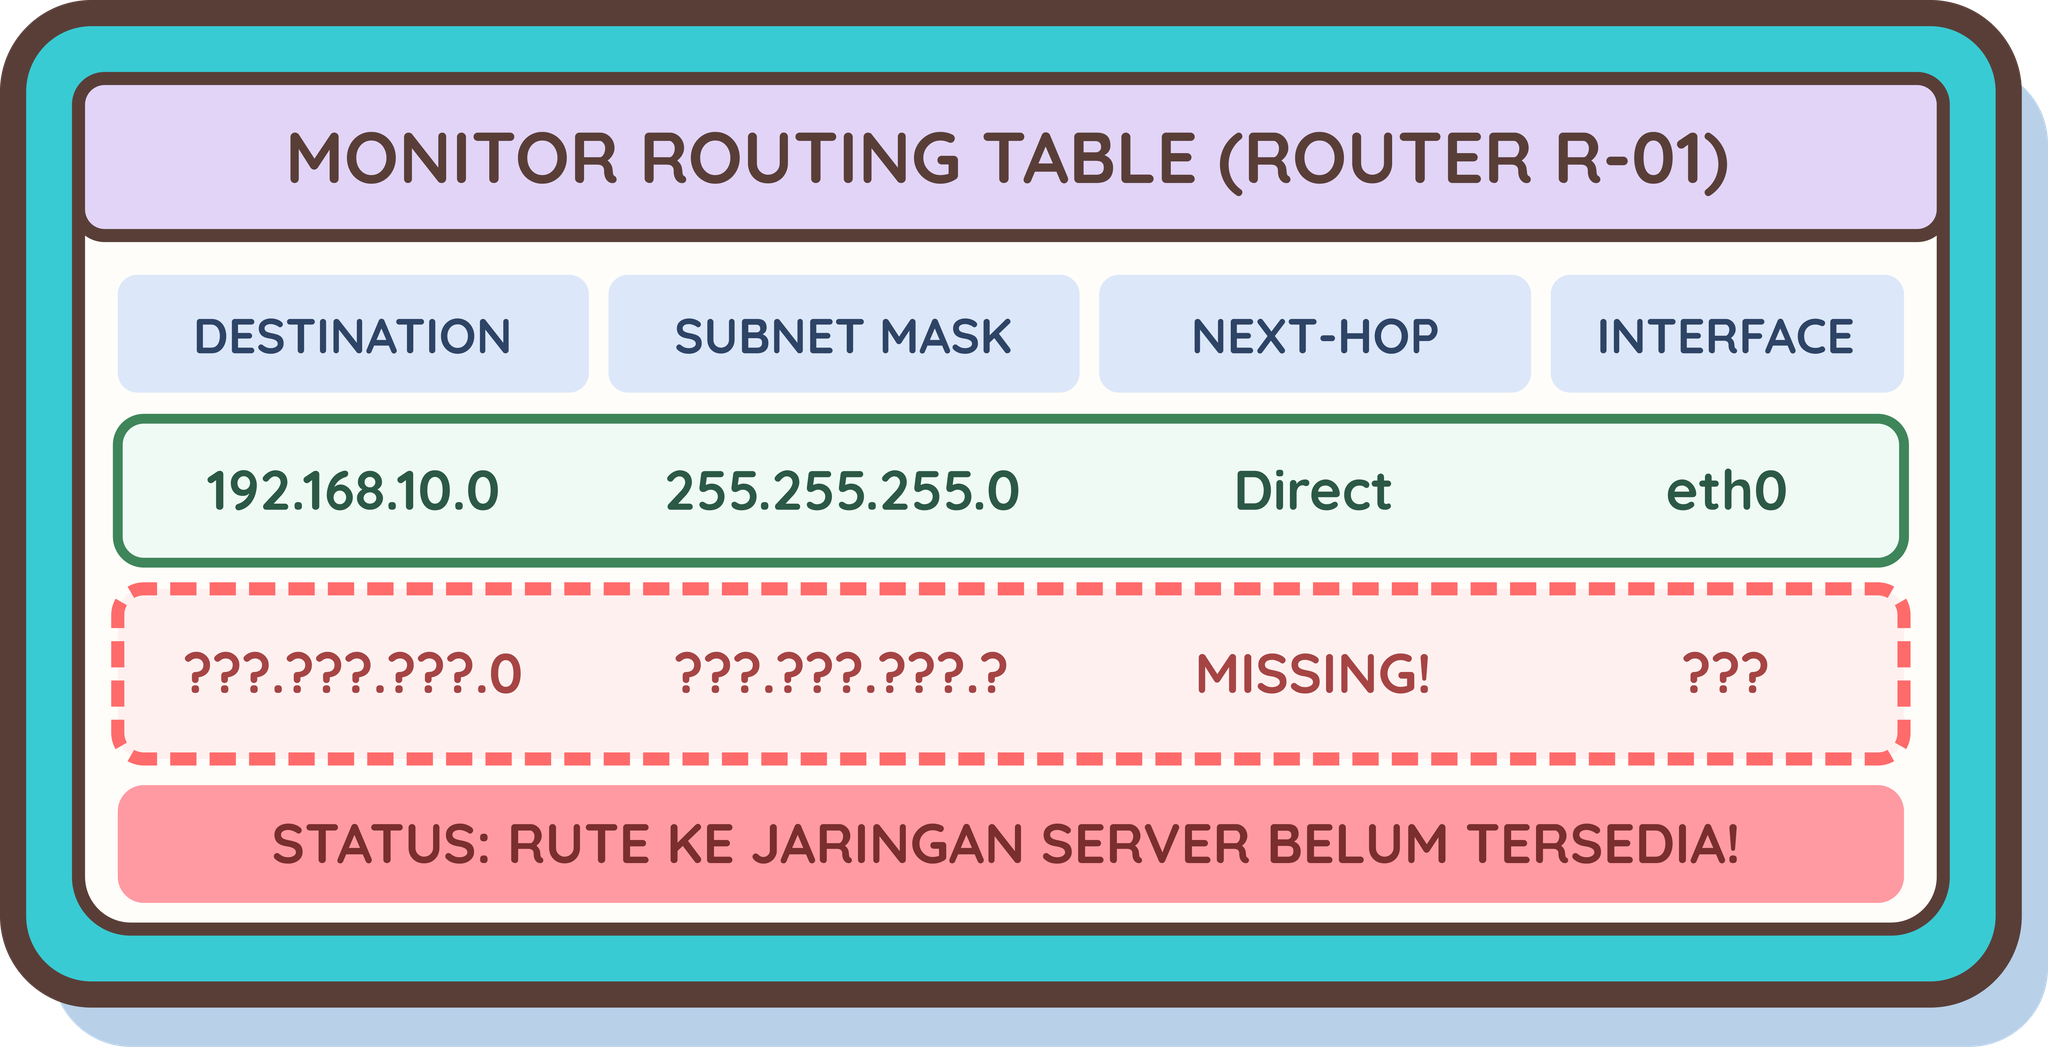 MONITOR ROUTING TABLE (ROUTER R-01)
DESTINATION SUBNET MASK NEXT-HOP INTERFACE
192.168.10.0 255.255.255.0 Direct eth0
???.???.???.0 ???.???.???.? MISSING! ???
STATUS: RUTE KE JARINGAN SERVER BELUM TERSEDIA!